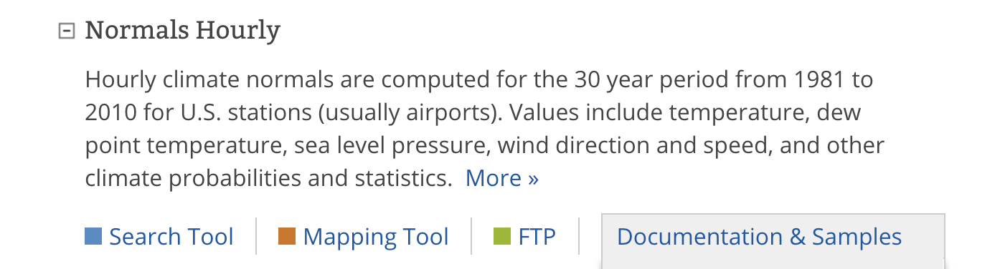 Normals Hourly
Hourly climate normals are computed for the 30 year period from 1981 to
2010 for U.S. stations (usually airports). Values include temperature, dew
point temperature, sea level pressure, wind direction and speed, and other
climate probabilities and statistics. More »
Search Tool
Mapping Tool
FTP
Documentation & Samples